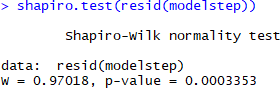 > shapiro.test(resid(modelstep))
Shapiro-Wilk normality test
data:  resid(modelstep)
W = 0.97018, p-value = 0.0003353